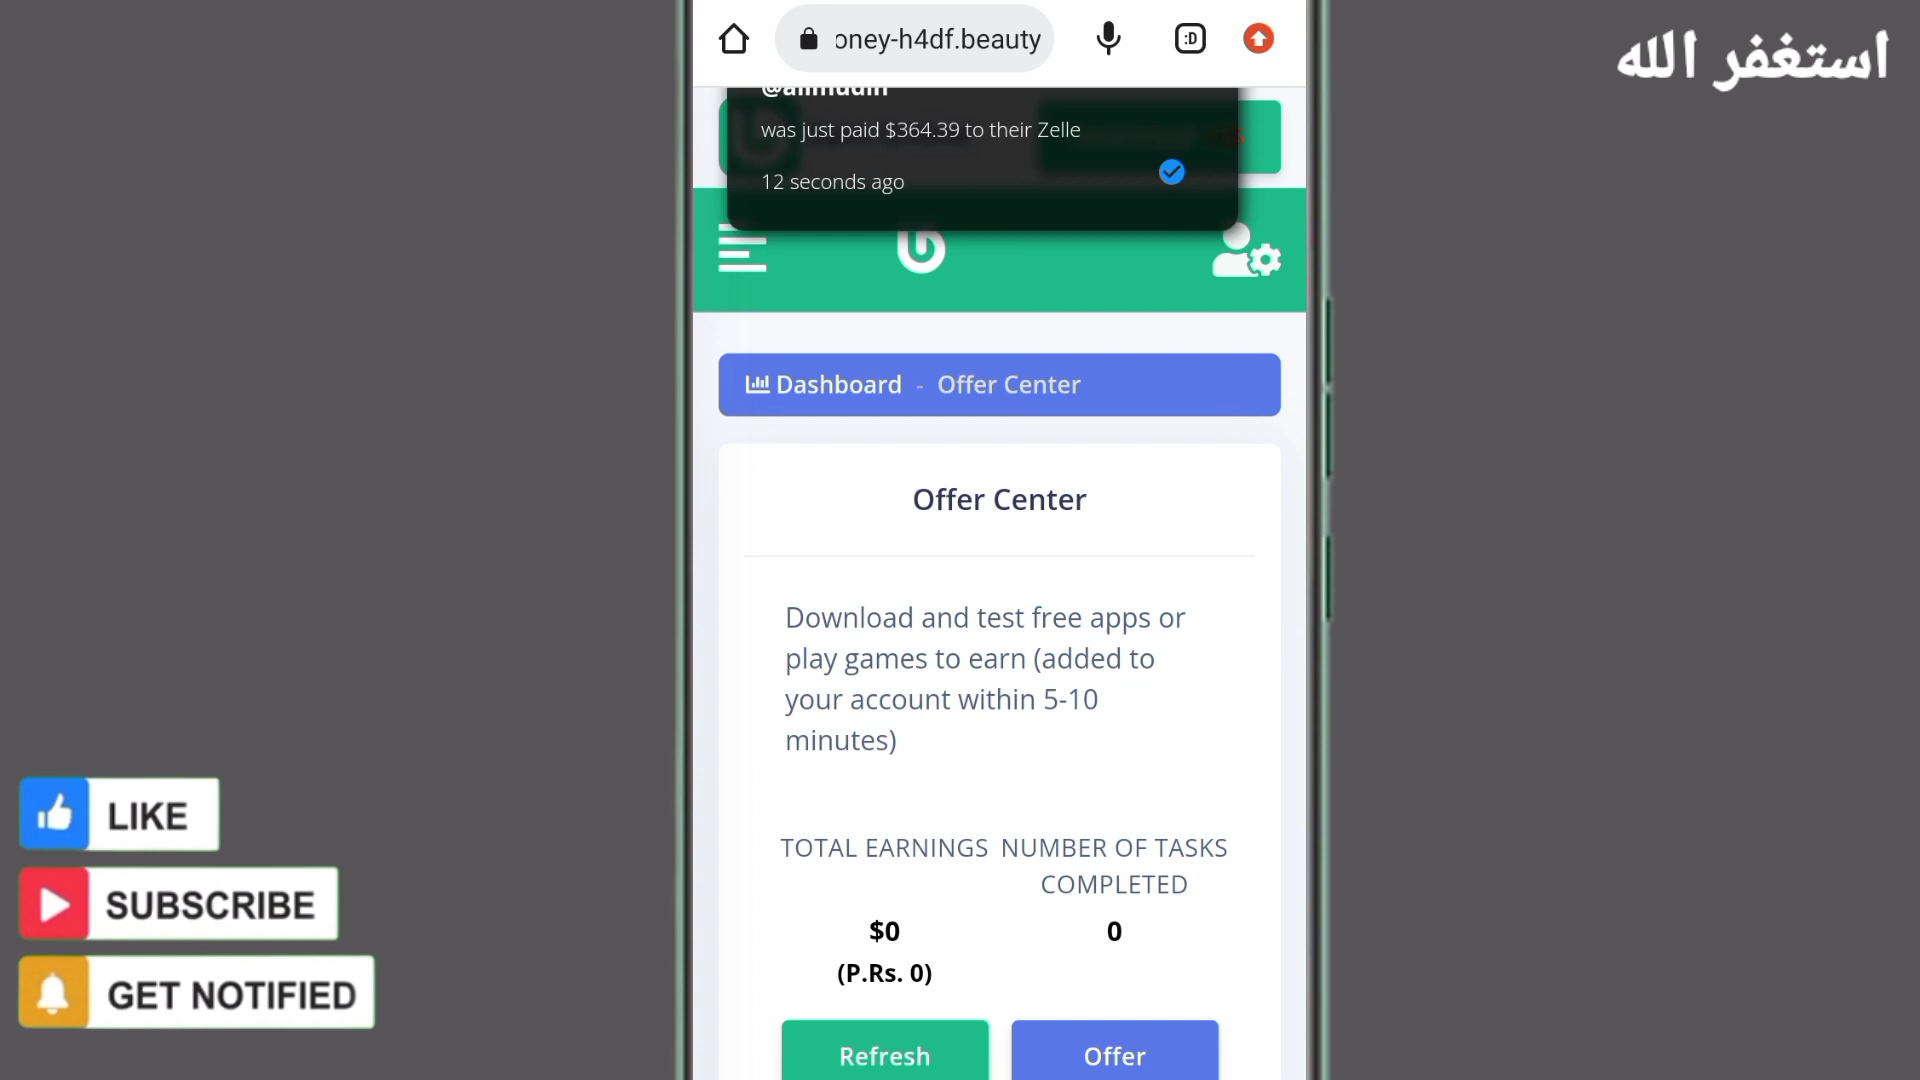 oney-h4df.beauty
:D
استغفر الله
@alimudin
was just paid $364.39 to their Zelle
12 seconds ago
Dashboard - Offer Center
Offer Center
Download and test free apps or
play games to earn (added to
your account within 5-10
minutes)
TOTAL EARNINGS
NUMBER OF TASKS
COMPLETED
$0
0
(P.Rs. 0)
Refresh
Offer
LIKE
SUBSCRIBE
GET NOTIFIED